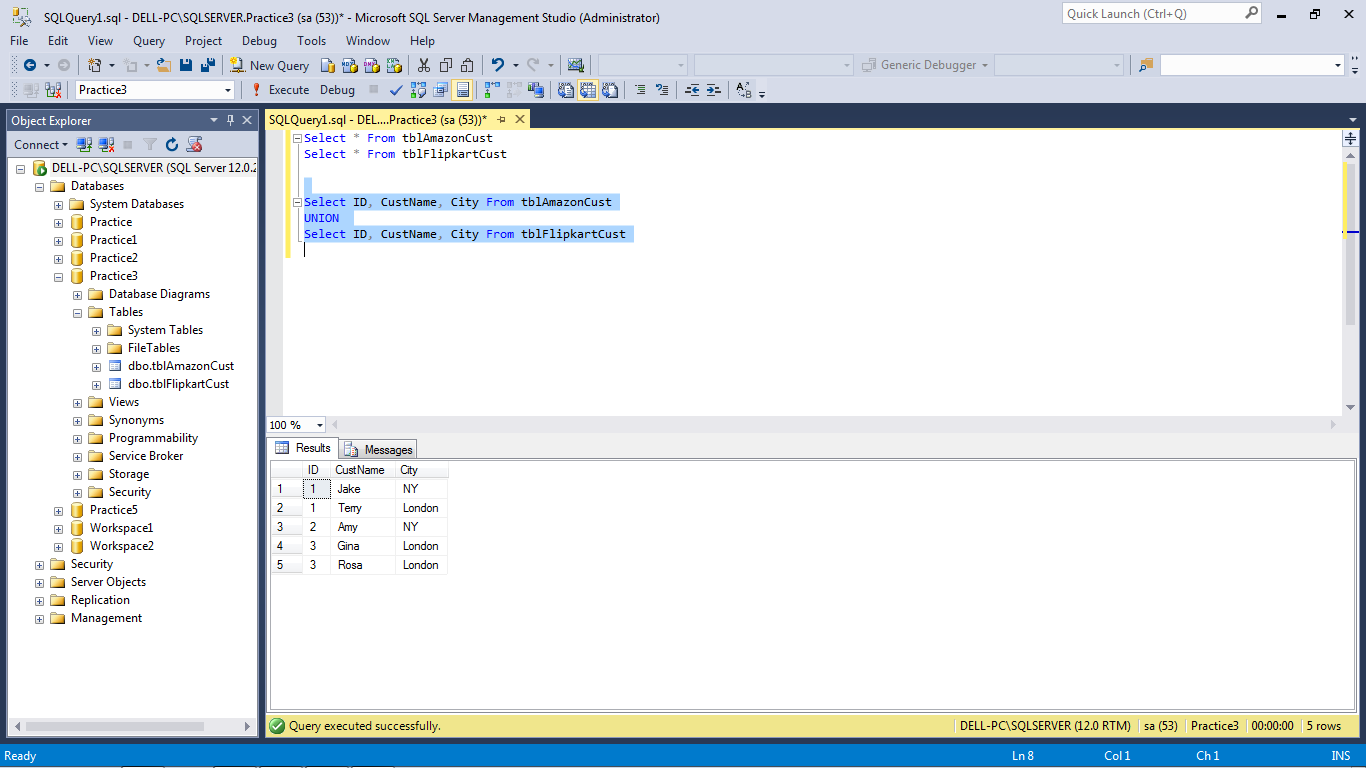 SQLQuery1.sql - DELL-PC\SQLSERVER.Practice3 (sa (53))* - Microsoft SQL Server Management Studio (Administrator)
Quick Launch (Ctrl+Q)
File Edit View Query Project Debug Tools Window Help
New Query
Generic Debugger
Practice3
Execute Debug
Object Explorer
Connect
DELL-PC\SQLSERVER (SQL Server 12.0.2
Databases
System Databases
Practice
Practice1
Practice2
Practice3
Database Diagrams
Tables
System Tables
FileTables
dbo.tblAmazonCust
dbo.tblFlipkartCust
Views
Synonyms
Programmability
Service Broker
Storage
Security
Practice5
Workspace1
Workspace2
Security
Server Objects
Replication
Management
SQLQuery1.sql - DEL....Practice3 (sa (53))*
Select * From tblAmazonCust
Select * From tblFlipkartCust
Select ID, CustName, City From tblAmazonCust
UNION
Select ID, CustName, City From tblFlipkartCust
100 %
Results Messages
ID CustName City
1 1 Jake NY
2 1 Terry London
3 2 Amy NY
4 3 Gina London
5 3 Rosa London
Query executed successfully.
DELL-PC\SQLSERVER (12.0 RTM) sa (53) Practice3 00:00:00 5 rows
Ready Ln 8 Col 1 Ch 1 INS